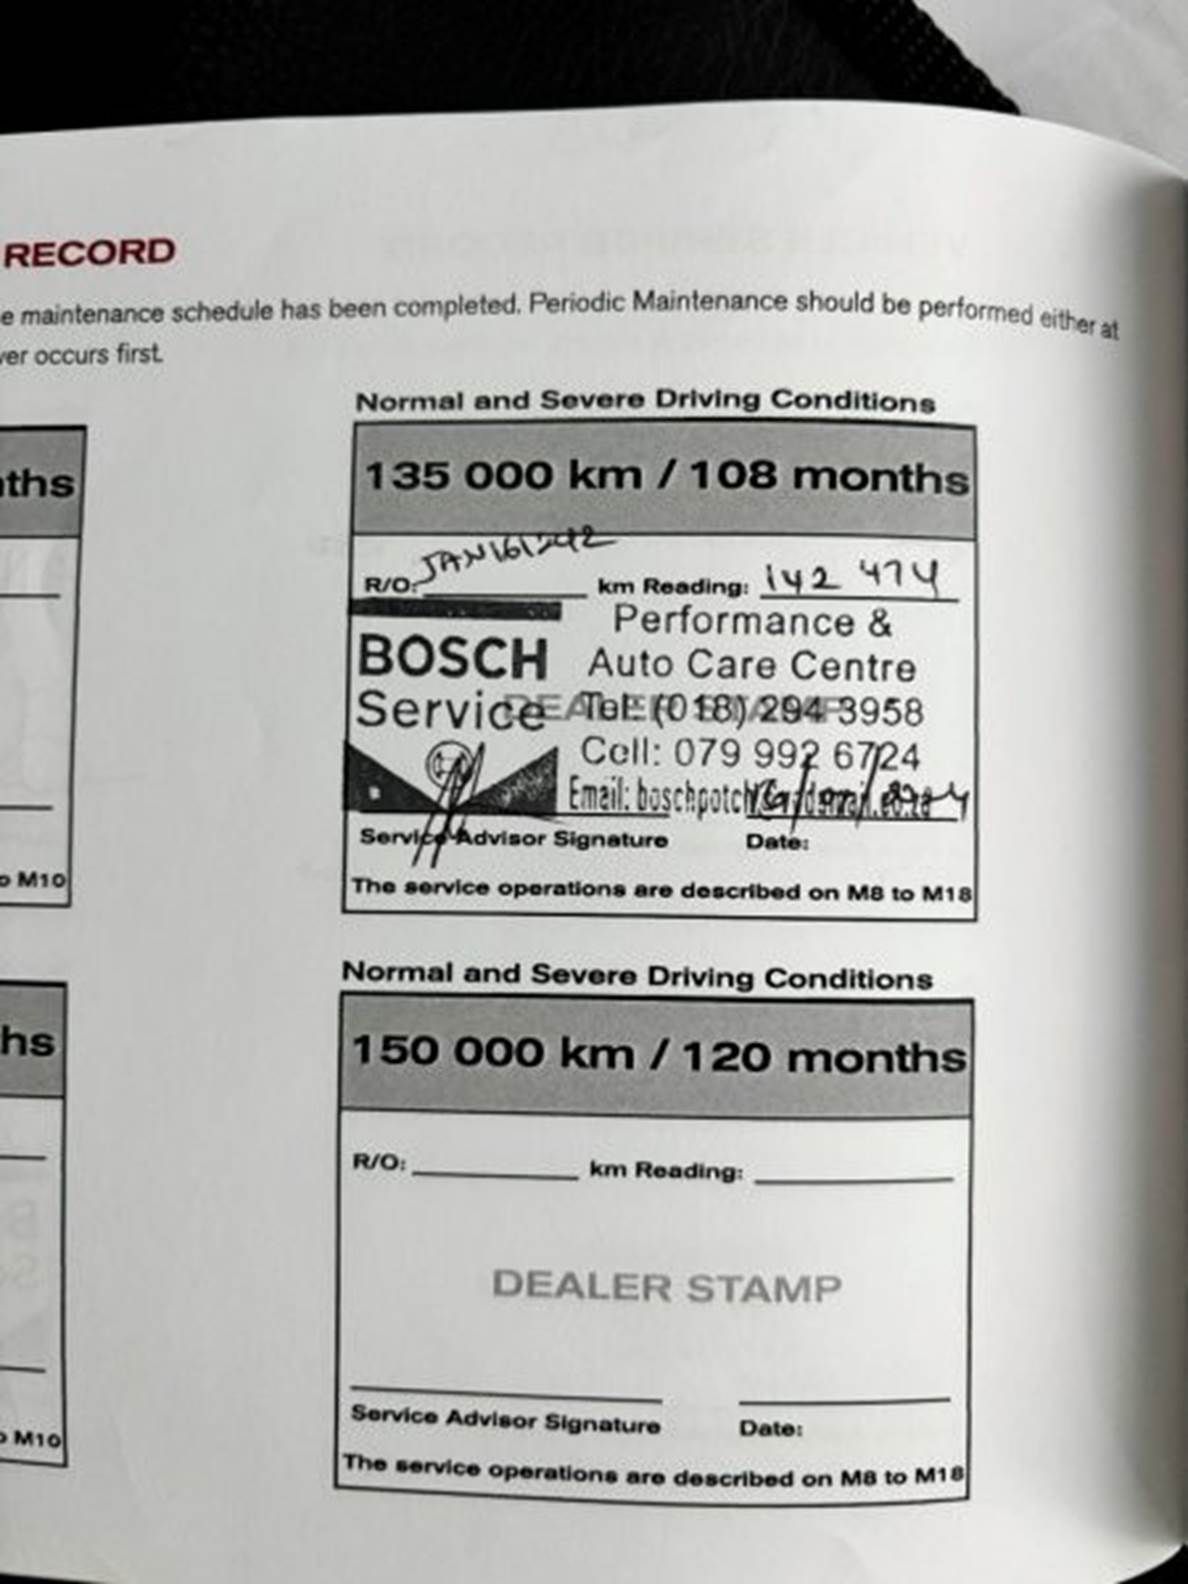 RECORD
e maintenance schedule has been completed. Periodic Maintenance should be performed either at
ver occurs first.
ths
hs
o M10
o M10
Normal and Severe Driving Conditions
135 000 km / 108 months
R/O: km Reading: 142 474
BOSCH
Service
Performance &
Auto Care Centre
Tel: (018) 294 3958
Cell: 079 992 6724
Email:
Service Advisor Signature Date:
The service operations are described on M8 to M18
Normal and Severe Driving Conditions
150 000 km / 120 months
R/O: km Reading:
DEALER STAMP
Service Advisor Signature Date:
The service operations are described on M8 to M18